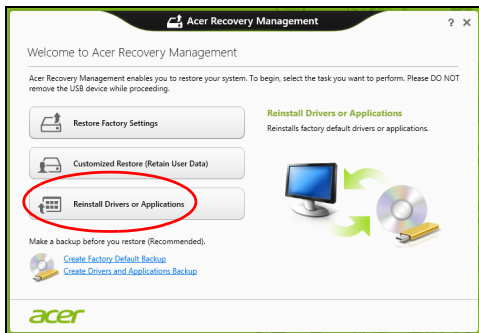 Acer Recovery Management
? ×
Welcome to Acer Recovery Management
Acer Recovery Management enables you to restore your system. To begin, select the task you want to perform. Please DO NOT
remove the USB device while proceeding.
Restore Factory Settings
Customized Restore (Retain User Data)
Reinstall Drivers or Applications
Reinstall Drivers or Applications
Reinstalls factory default drivers or applications.
Make a backup before you restore (Recommended).
Create Factory Default Backup
Create Drivers and Applications Backup
acer